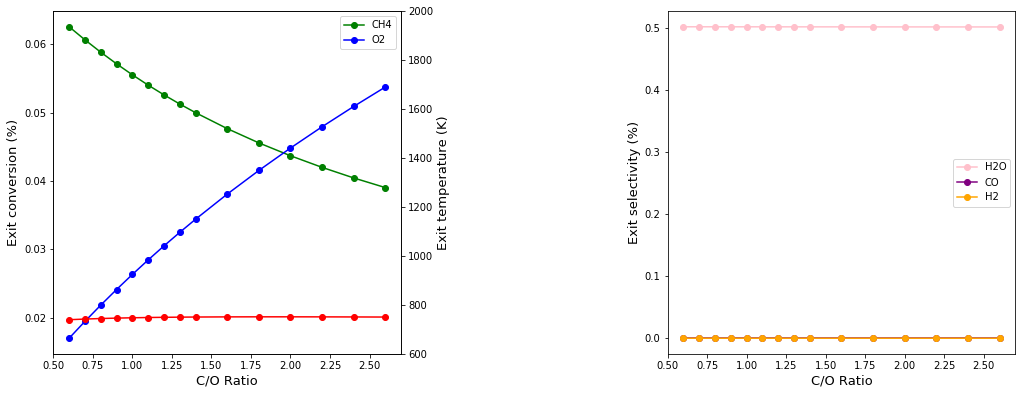 CH4
O2
0.06
0.05
0.04
0.03
0.02
Exit conversion (%)
2000
1800
1600
1400
1200
1000
800
600
Exit temperature (K)
0.50 0.75 1.00 1.25 1.50 1.75 2.00 2.25 2.50
C/O Ratio
0.5
0.4
0.3
0.2
0.1
0.0
Exit selectivity (%)
H2O
CO
H2
0.50 0.75 1.00 1.25 1.50 1.75 2.00 2.25 2.50
C/O Ratio